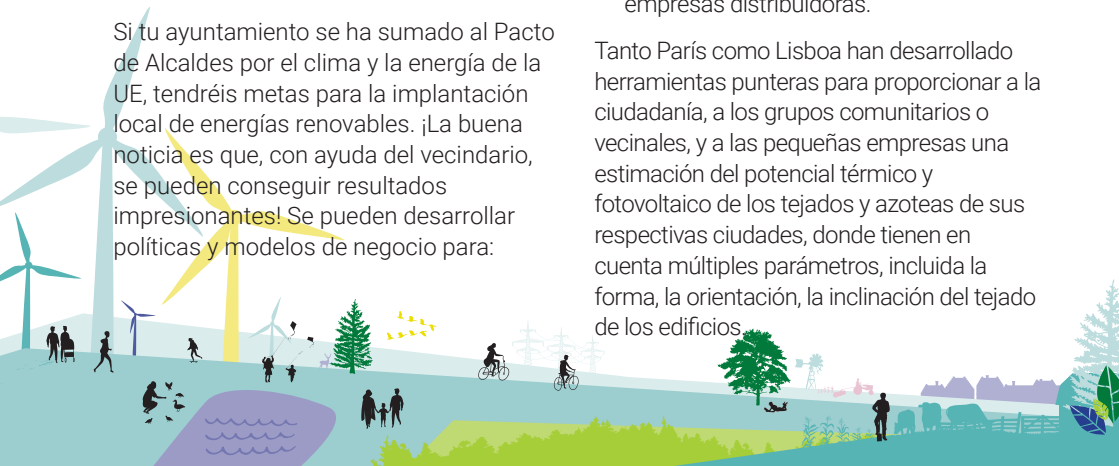 Si tu ayuntamiento se ha sumado al Pacto
de Alcaldes por el clima y la energía de la
UE, tendréis metas para la implantación
local de energías renovables. ¡La buena
noticia es que, con ayuda del vecindario,
se pueden conseguir resultados
impresionantes! Se pueden desarrollar
políticas y modelos de negocio para:
empresas distribuidoras.
Tanto París como Lisboa han desarrollado
herramientas punteras para proporcionar a la
ciudadanía, a los grupos comunitarios o
vecinales, y a las pequeñas empresas una
estimación del potencial térmico y
fotovoltaico de los tejados y azoteas de sus
respectivas ciudades, donde tienen en
cuenta múltiples parámetros, incluida la
forma, la orientación, la inclinación del tejado
de los edificios.